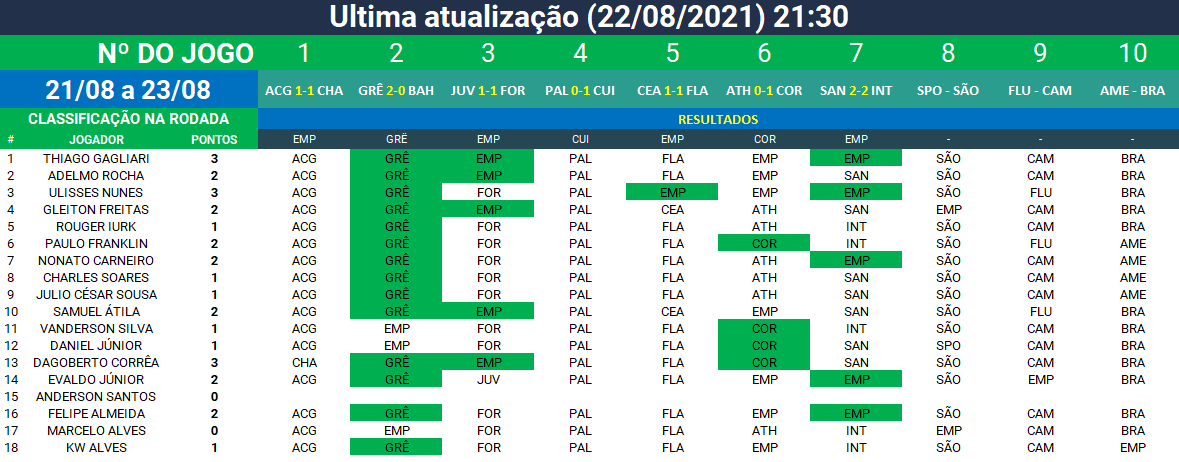 Ultima atualização (22/08/2021) 21:30
Nº DO JOGO 1 2 3 4 5 6 7 8 9 10
21/08 a 23/08 ACG 1-1 CHA GRÊ 2-0 BAH JUV 1-1 FOR PAL 0-1 CUI CEA 1-1 FLA ATH 0-1 COR SAN 2-2 INT SPO - SÃO FLU - CAM AME - BRA
CLASSIFICAÇÃO NA RODADA RESULTADOS
# JOGADOR PONTOS EMP GRÊ EMP CUI EMP COR EMP - - -
1 THIAGO GAGLIARI 3 ACG GRÊ EMP PAL FLA EMP EMP SÃO CAM BRA
2 ADELMO ROCHA 2 ACG GRÊ EMP PAL FLA EMP SAN SÃO CAM BRA
3 ULISSES NUNES 3 ACG GRÊ FOR PAL EMP EMP EMP SÃO FLU BRA
4 GLEITON FREITAS 2 ACG GRÊ EMP PAL CEA ATH SAN EMP CAM BRA
5 ROUGER IURK 1 ACG GRÊ FOR PAL FLA ATH INT SÃO CAM BRA
6 PAULO FRANKLIN 2 ACG GRÊ FOR PAL FLA COR INT SÃO FLU AME
7 NONATO CARNEIRO 2 ACG GRÊ FOR PAL FLA ATH EMP SÃO CAM AME
8 CHARLES SOARES 1 ACG GRÊ FOR PAL FLA ATH SAN SÃO CAM AME
9 JULIO CÉSAR SOUSA 1 ACG GRÊ FOR PAL FLA ATH SAN SÃO CAM AME
10 SAMUEL ÁTILA 2 ACG GRÊ EMP PAL CEA EMP SAN SÃO FLU BRA
11 VANDERSON SILVA 1 ACG EMP FOR PAL FLA COR INT SÃO CAM BRA
12 DANIEL JÚNIOR 1 ACG EMP FOR PAL FLA COR SAN SPO CAM BRA
13 DAGOBERTO CORRÊA 3 CHA GRÊ EMP PAL FLA COR SAN SÃO CAM BRA
14 EVALDO JÚNIOR 2 ACG GRÊ JUV PAL FLA EMP EMP SÃO EMP BRA
15 ANDERSON SANTOS 0
16 FELIPE ALMEIDA 2 ACG GRÊ FOR PAL FLA EMP EMP SÃO CAM BRA
17 MARCELO ALVES 0 ACG EMP FOR PAL FLA ATH INT EMP CAM BRA
18 KW ALVES 1 ACG GRÊ FOR PAL FLA EMP INT SÃO CAM EMP